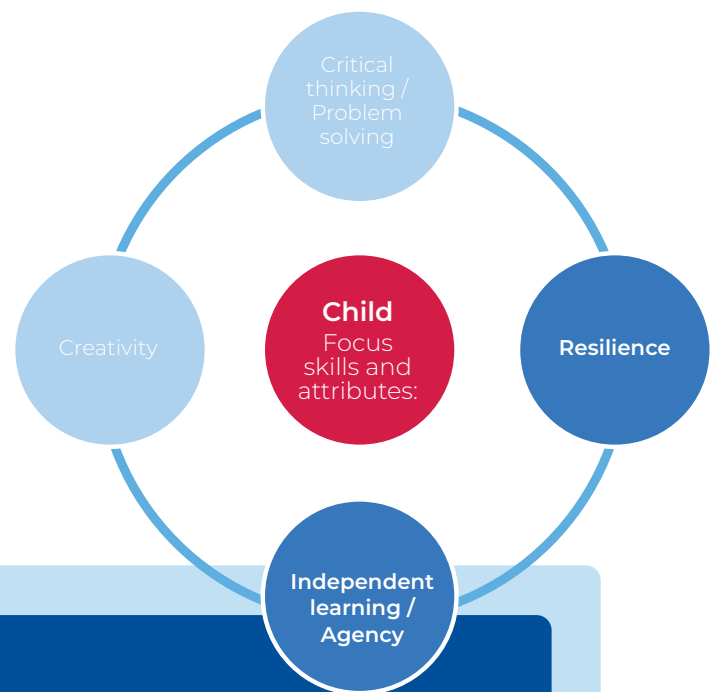 Critical
thinking /
Problem
solving
Creativity
Child
Focus
skills and
attributes:
Resilience
Independent
learning /
Agency